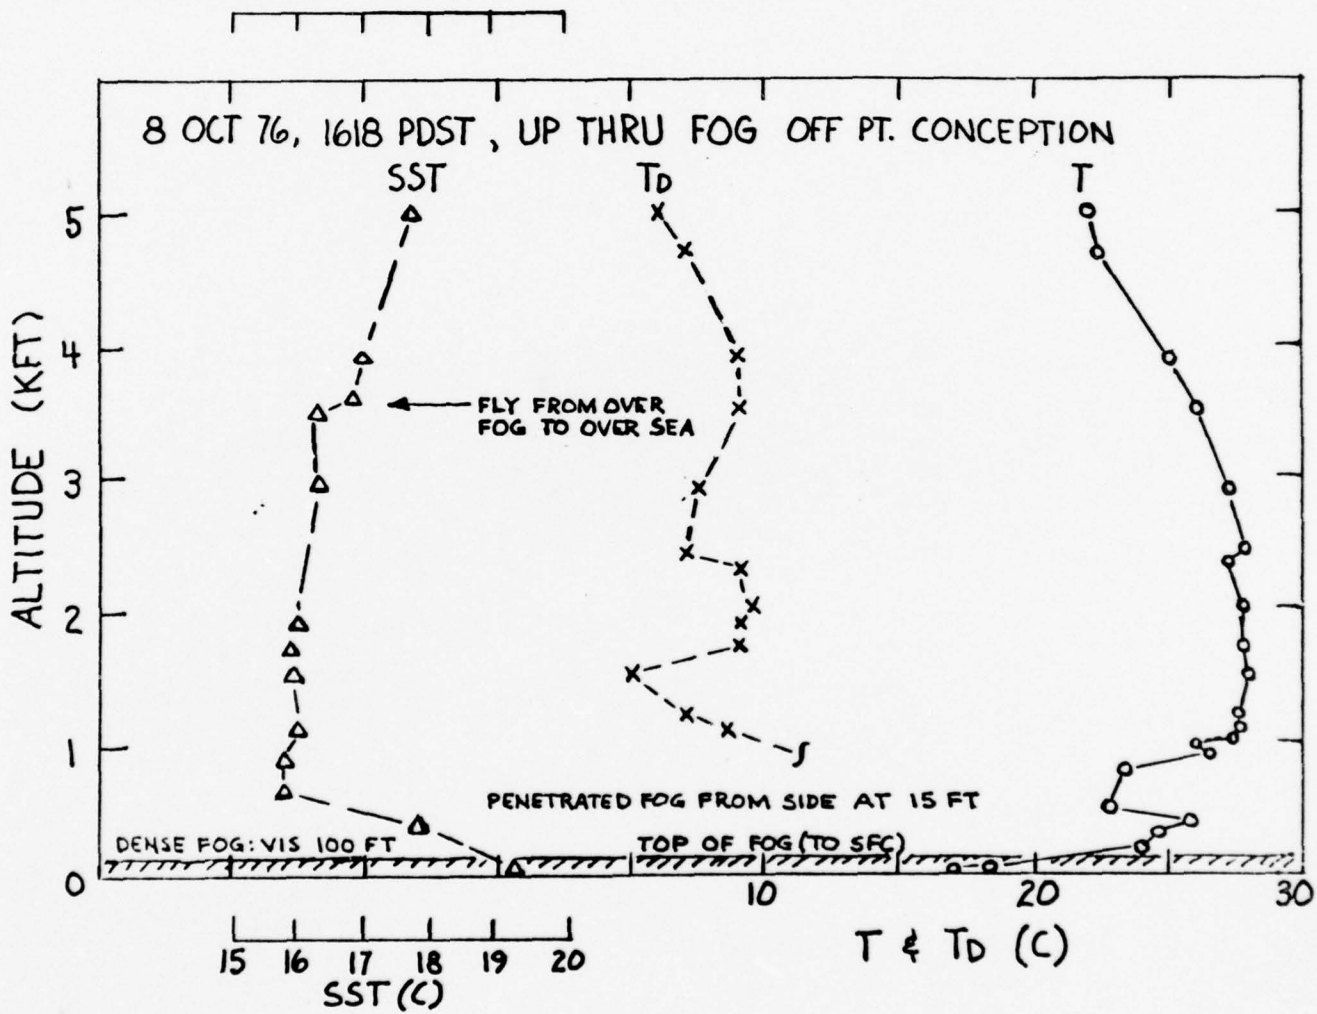 8 OCT 76, 1618 PDST, UP THRU FOG OFF PT. CONCEPTION
SST TD T
5
4
FLY FROM OVER
FOG TO OVER SEA
3
2
1
PENETRATED FOG FROM SIDE AT 15 FT
DENSE FOG: VIS 100 FT TOP OF FOG (TO SFC)
0
10 20 30
ALTITUDE (KFT)
T & TD (C)
15 16 17 18 19 20
SST (C)